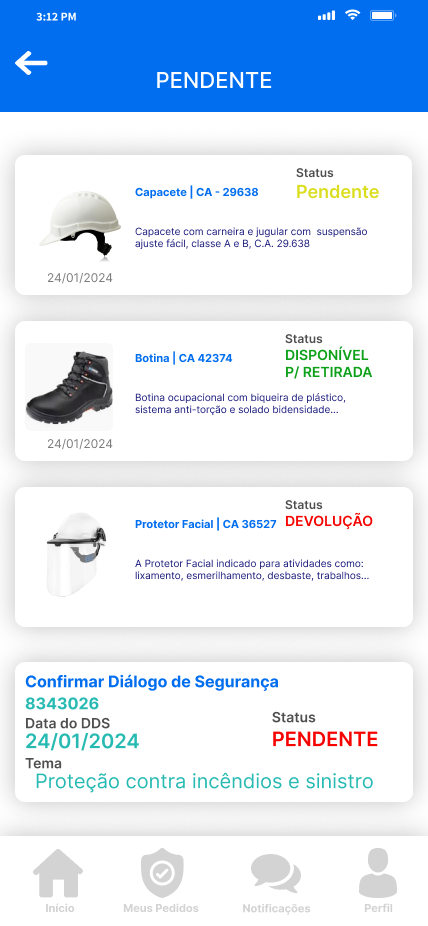 3:12 PM
PENDENTE
Status
Capacete | CA - 29638
Pendente
Capacete com carneira e jugular com  suspensão
ajuste fácil, classe A e B, C.A. 29.638
24/01/2024
Status
Botina | CA 42374
DISPONÍVEL
P/ RETIRADA
Botina ocupacional com biqueira de plástico,
sistema anti-torção e solado bidensidade...
24/01/2024
Status
Protetor Facial | CA 36527
DEVOLUÇÃO
A Protetor Facial indicado para atividades como:
lixamento, esmerilhamento, desbaste, trabalhos...
Confirmar Diálogo de Segurança
8343026
Data do DDS
Status
24/01/2024
PENDENTE
Tema
Proteção contra incêndios e sinistro
Início
Meus Pedidos
Notificações
Perfil